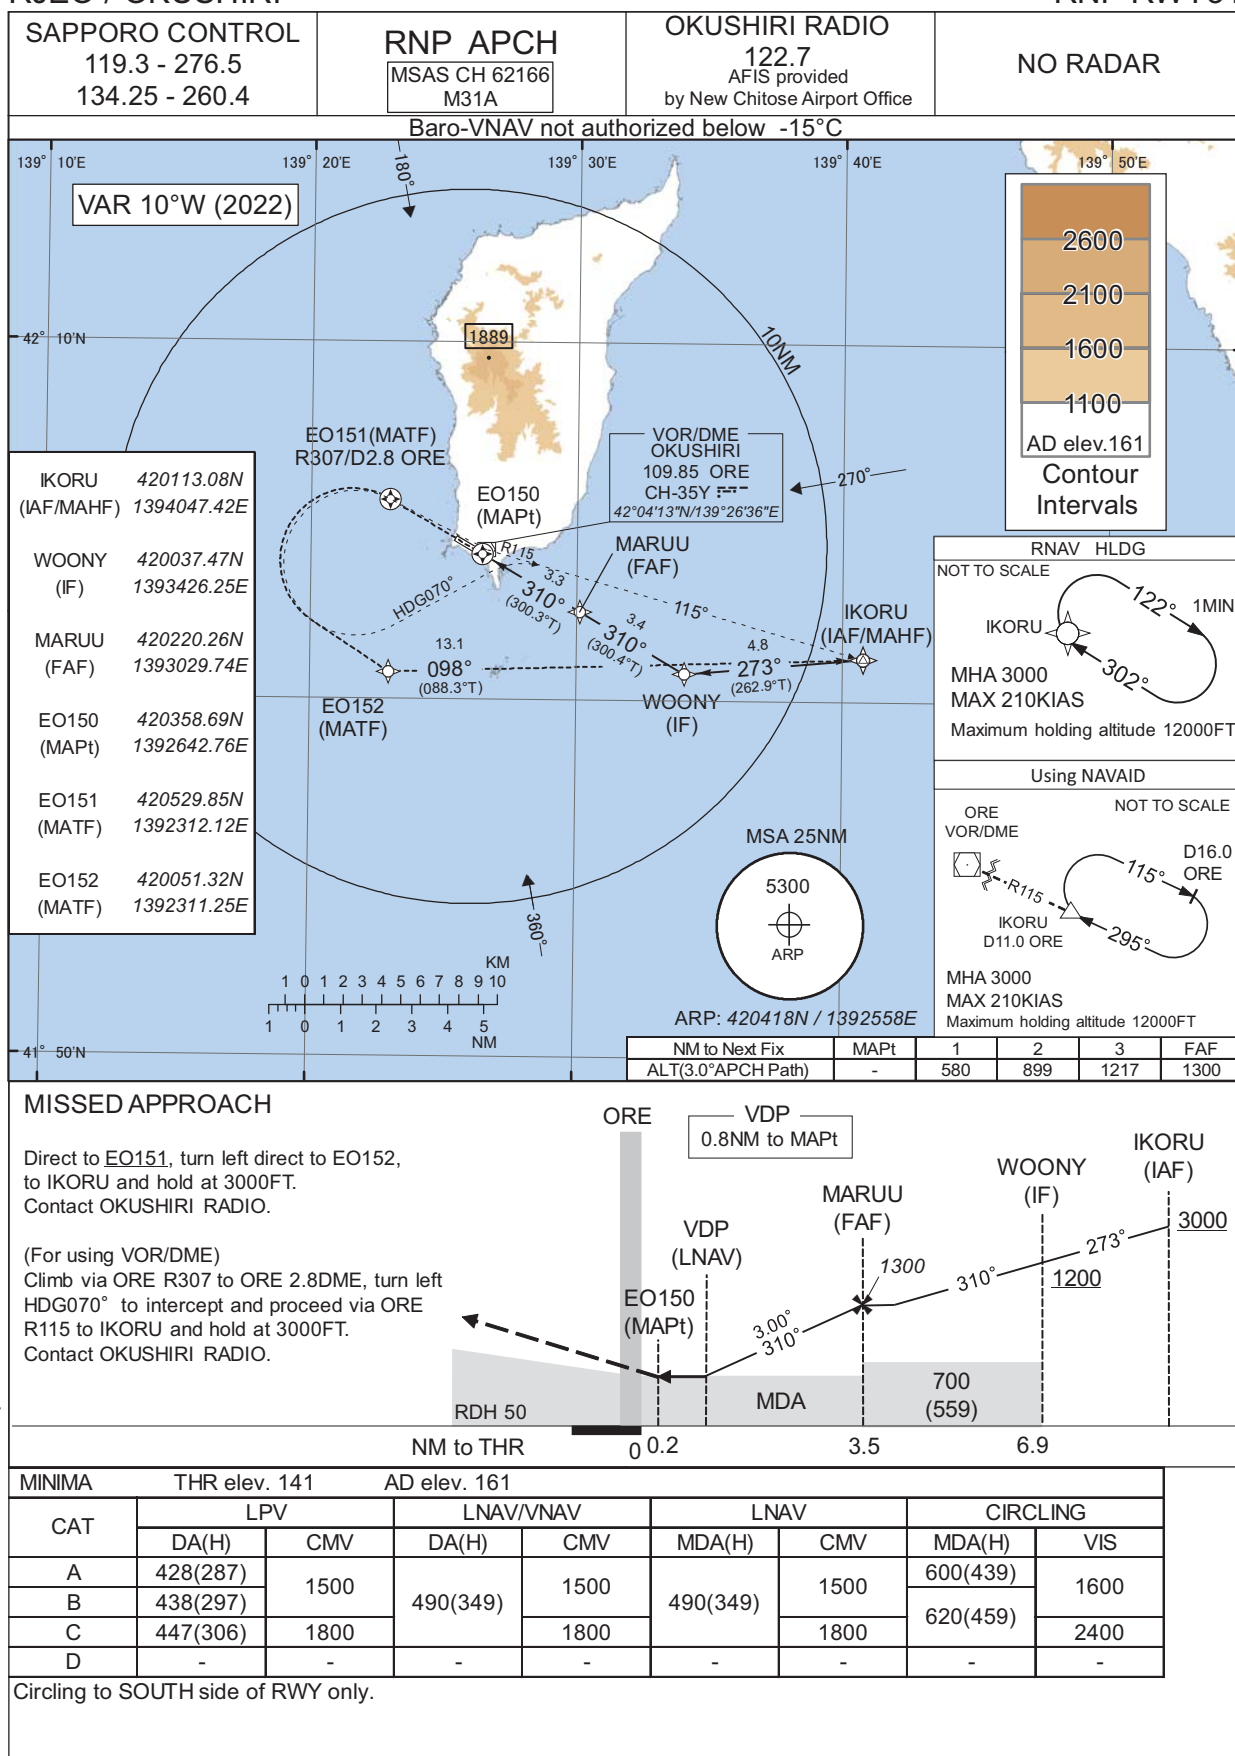 SAPPORO CONTROL
119.3 - 276.5
134.25 - 260.4
RNP APCH
MSAS CH 62166
M31A
OKUSHIRI RADIO
122.7
AFIS provided
by New Chitose Airport Office
NO RADAR
Baro-VNAV not authorized below -15°C
139° 10'E
139° 20'E
139° 30'E
139° 40'E
139° 50'E
VAR 10°W (2022)
180°
2600
2100
1600
1100
AD elev.161
Contour
Intervals
42° 10'N
1889
10NM
EO151(MATF)
R307/D2.8 ORE
VOR/DME
OKUSHIRI
109.85 ORE
CH-35Y
42°04'13"N/139°26'36"E
270°
EO150
(MAPt)
MARUU
(FAF)
R115
3.3
310°
(300.3°T)
HDG070°
115°
3.4
310°
(300.4°T)
IKORU
(IAF/MAHF)
4.8
273°
(262.9°T)
13.1
098°
(088.3°T)
WOONY
(IF)
EO152
(MATF)
IKORU 420113.08N
(IAF/MAHF) 1394047.42E
WOONY 420037.47N
(IF) 1393426.25E
MARUU 420220.26N
(FAF) 1393029.74E
EO150 420358.69N
(MAPt) 1392642.76E
EO151 420529.85N
(MATF) 1392312.12E
EO152 420051.32N
(MATF) 1392311.25E
RNAV HLDG
NOT TO SCALE
122°
1MIN
IKORU
302°
MHA 3000
MAX 210KIAS
Maximum holding altitude 12000FT
Using NAVAID
NOT TO SCALE
ORE
VOR/DME
D16.0
ORE
115°
R115
IKORU
D11.0 ORE
295°
MHA 3000
MAX 210KIAS
Maximum holding altitude 12000FT
MSA 25NM
5300
ARP
ARP: 420418N / 1392558E
360°
KM
1 0 1 2 3 4 5 6 7 8 9 10
1 0 1 2 3 4 5
NM
41° 50'N
NM to Next Fix MAPt 1 2 3 FAF
ALT(3.0°APCH Path) - 580 899 1217 1300
MISSED APPROACH
Direct to EO151, turn left direct to EO152,
to IKORU and hold at 3000FT.
Contact OKUSHIRI RADIO.
(For using VOR/DME)
Climb via ORE R307 to ORE 2.8DME, turn left
HDG070° to intercept and proceed via ORE
R115 to IKORU and hold at 3000FT.
Contact OKUSHIRI RADIO.
ORE
VDP
0.8NM to MAPt
IKORU
(IAF)
WOONY
(IF)
MARUU
(FAF)
VDP
(LNAV)
EO150
(MAPt)
3000
273°
1200
310°
1300
3.00°
310°
700
(559)
MDA
RDH 50
NM to THR 0 0.2 3.5 6.9
MINIMA THR elev. 141 AD elev. 161
CAT LPV LNAV/VNAV LNAV CIRCLING
DA(H) CMV DA(H) CMV MDA(H) CMV MDA(H) VIS
A 428(287) 1500 490(349) 1500 490(349) 1500 600(439) 1600
B 438(297) 620(459)
C 447(306) 1800 1800 1800 2400
D - - - - - - - -
Circling to SOUTH side of RWY only.